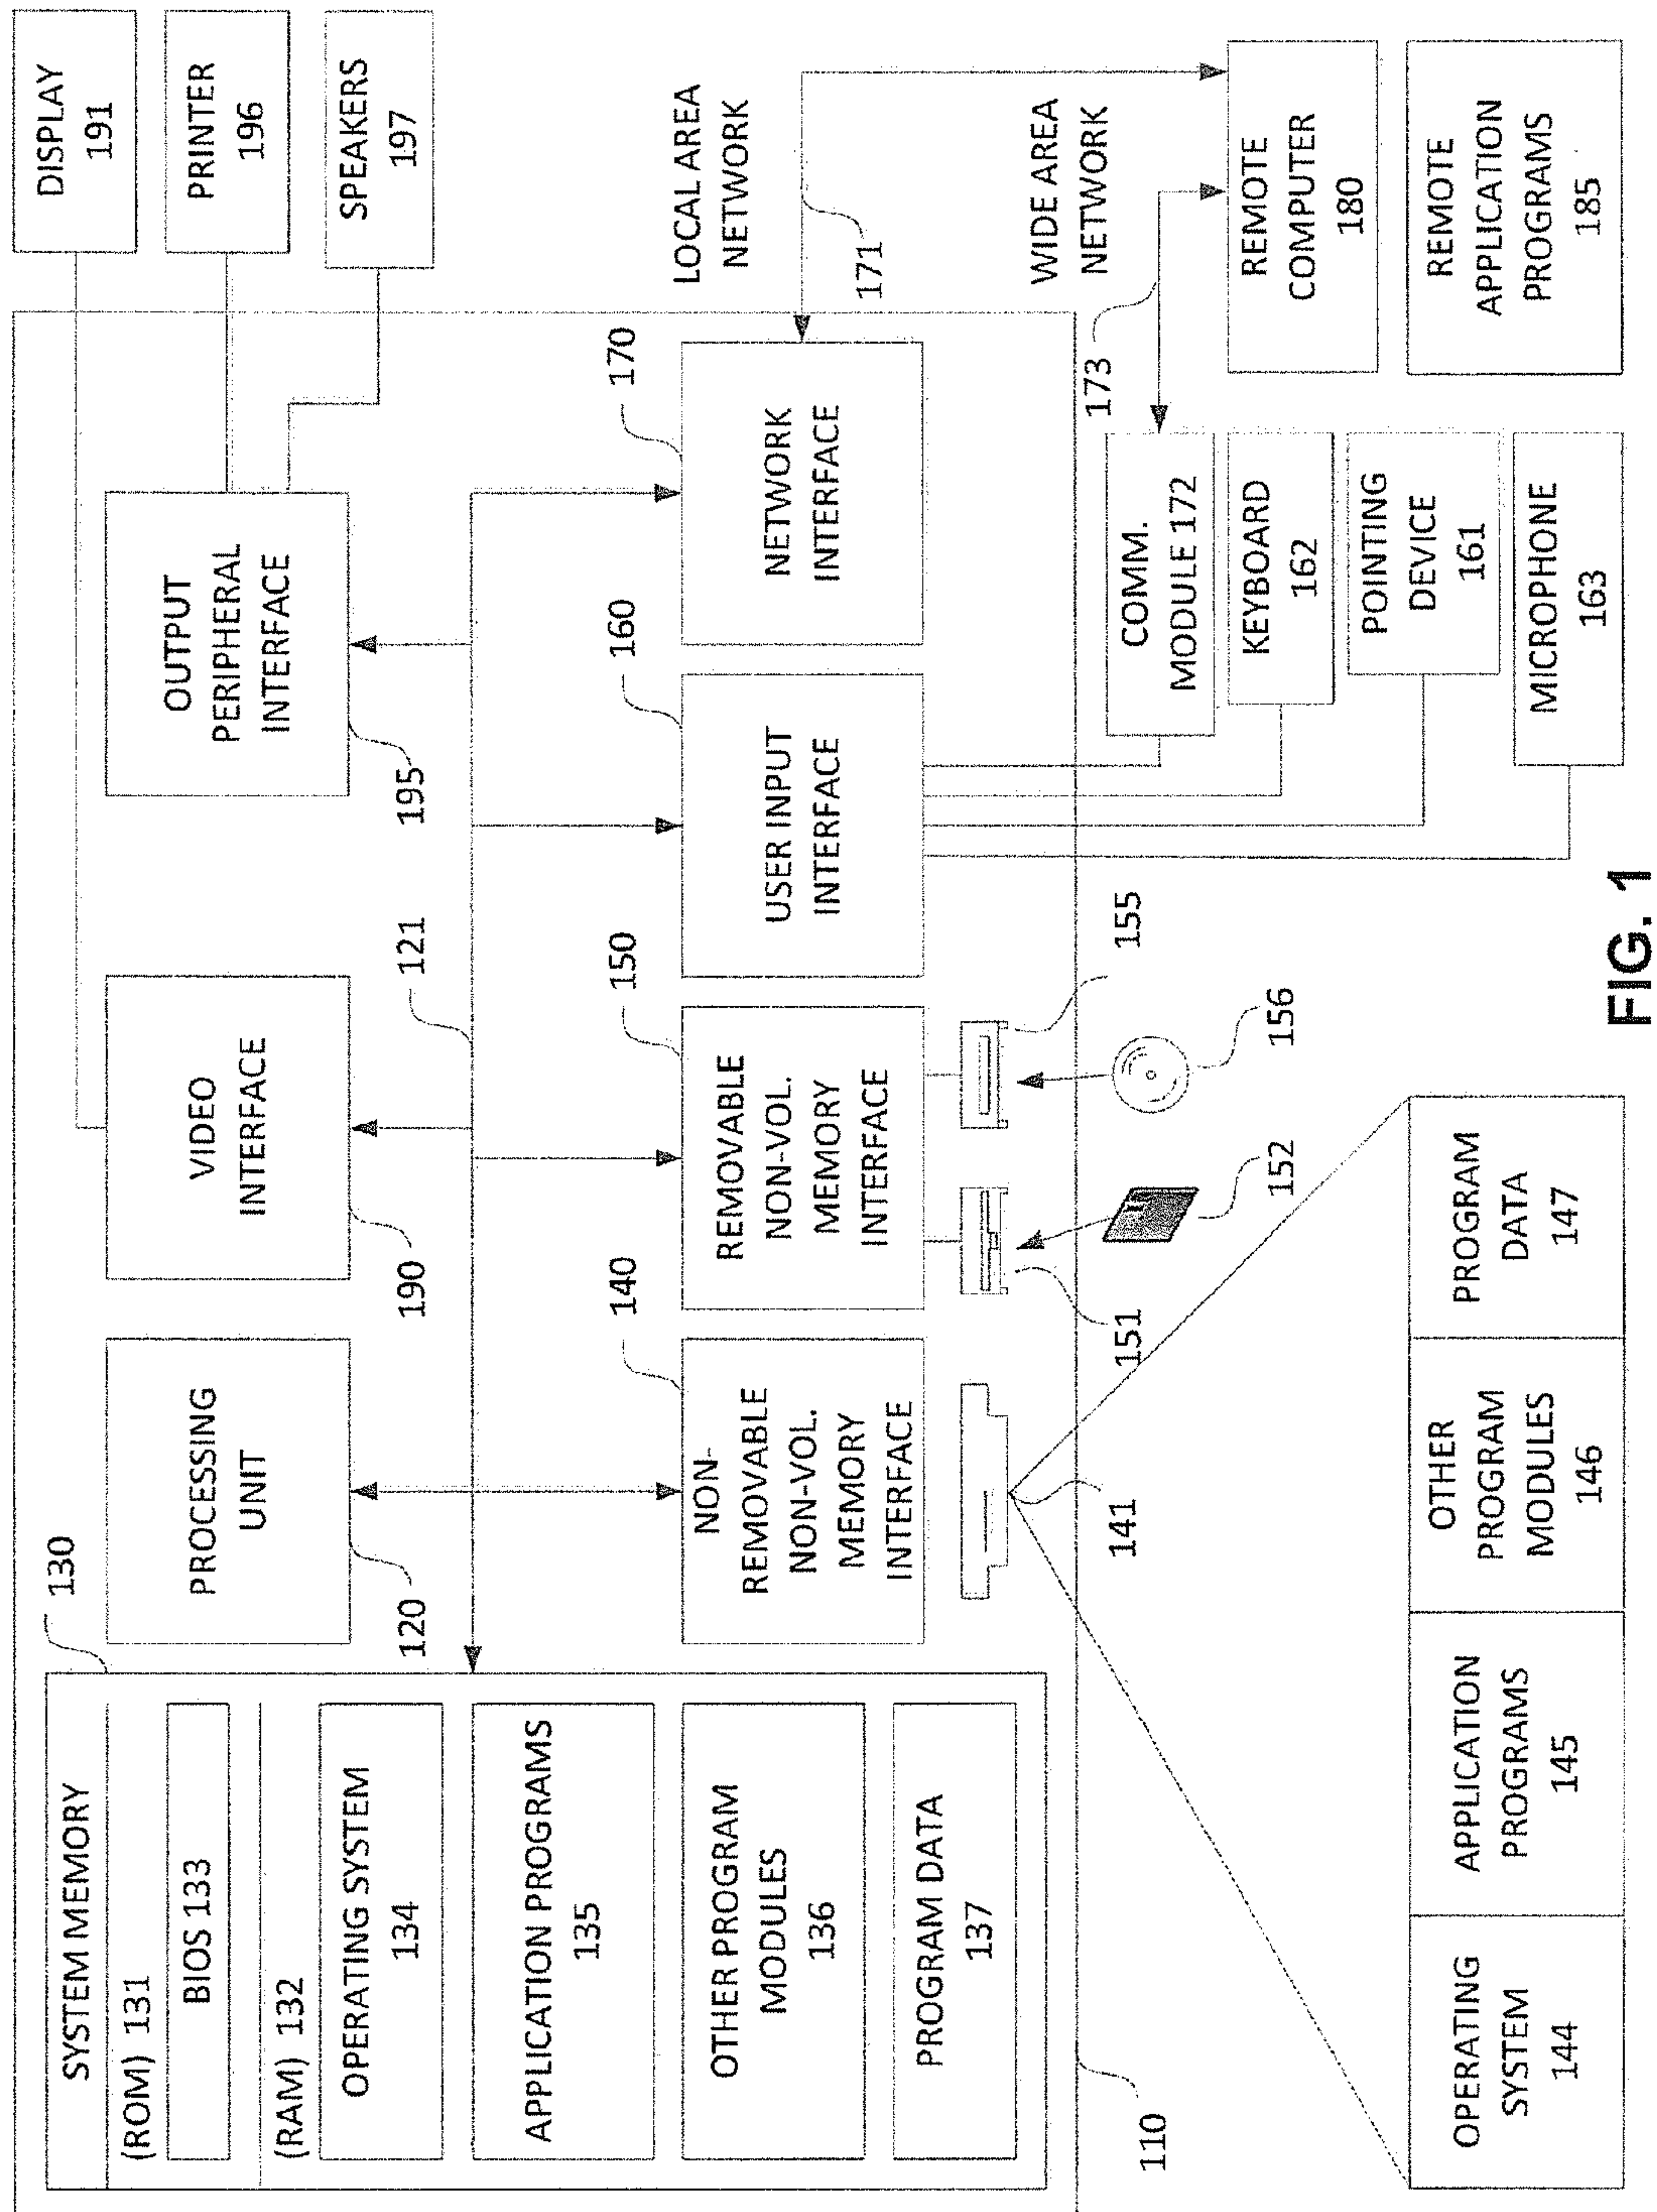 SYSTEM MEMORY
(ROM) 131
BIOS 133
(RAM) 132
OPERATING SYSTEM
134
APPLICATION PROGRAMS
135
OTHER PROGRAM
MODULES
136
PROGRAM DATA
137
130
PROCESSING
UNIT
120
VIDEO
INTERFACE
190
121
OUTPUT
PERIPHERAL
INTERFACE
195
DISPLAY
191
PRINTER
196
SPEAKERS
197
140
NON-
REMOVABLE
NON-VOL.
MEMORY
INTERFACE
150
REMOVABLE
NON-VOL.
MEMORY
INTERFACE
160
USER INPUT
INTERFACE
170
NETWORK
INTERFACE
LOCAL AREA
NETWORK
171
WIDE AREA
NETWORK
173
110
141
151
152
155
156
COMM.
MODULE 172
KEYBOARD
162
POINTING
DEVICE
161
MICROPHONE
163
REMOTE
COMPUTER
180
REMOTE
APPLICATION
PROGRAMS
185
OPERATING
SYSTEM
144
APPLICATION
PROGRAMS
145
OTHER
PROGRAM
MODULES
146
PROGRAM
DATA
147
FIG. 1